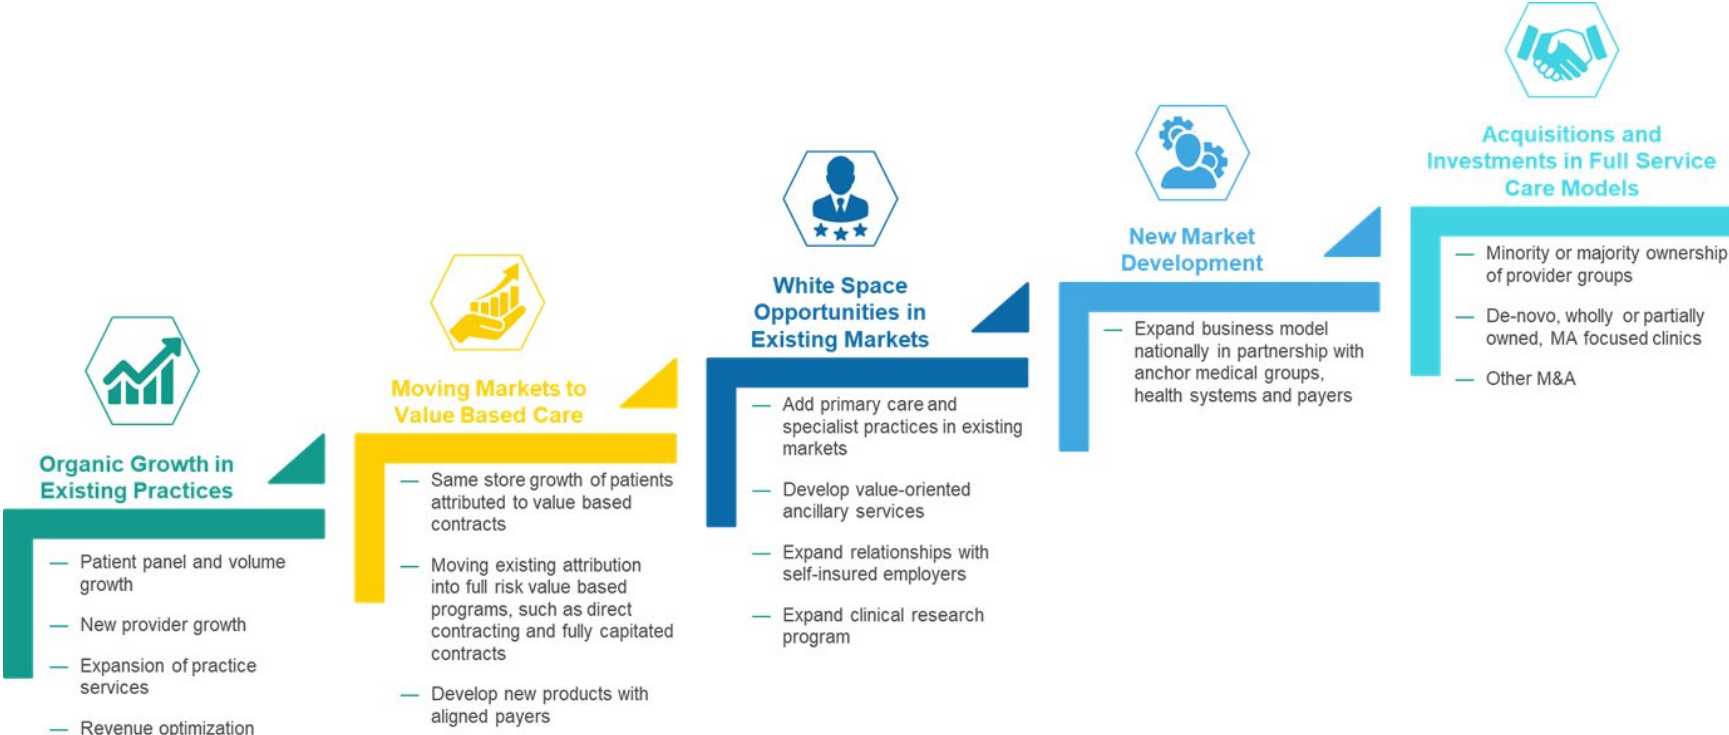 Organic Growth in
Existing Practices
— Patient panel and volume
growth
— New provider growth
— Expansion of practice
services
— Revenue optimization
Moving Markets to
Value Based Care
— Same store growth of patients
attributed to value based
contracts
— Moving existing attribution
into full risk value based
programs, such as direct
contracting and fully capitated
contracts
— Develop new products with
aligned payers
White Space
Opportunities in
Existing Markets
— Add primary care and
specialist practices in existing
markets
— Develop value-oriented
ancillary services
— Expand relationships with
self-insured employers
— Expand clinical research
program
New Market
Development
— Expand business model
nationally in partnership with
anchor medical groups,
health systems and payers
Acquisitions and
Investments in Full Service
Care Models
— Minority or majority ownership
of provider groups
— De-novo, wholly or partially
owned, MA focused clinics
— Other M&A